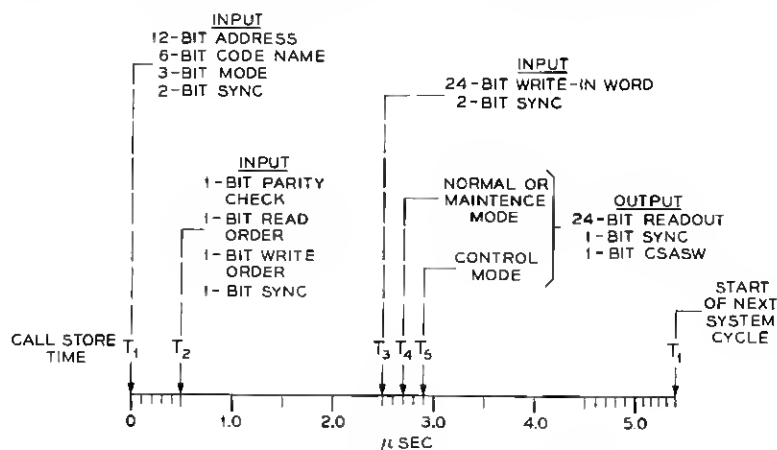 INPUT
12-BIT ADDRESS
6-BIT CODE NAME
3-BIT MODE
2-BIT SYNC
INPUT
24-BIT WRITE-IN WORD
2-BIT SYNC
INPUT
1-BIT PARITY
CHECK
1-BIT READ
ORDER
1-BIT WRITE
ORDER
1-BIT SYNC
NORMAL OR
MAINTENCE
MODE
CONTROL
MODE
OUTPUT
24-BIT READOUT
1-BIT SYNC
1-BIT CSASW
START
OF NEXT
SYSTEM
CYCLE
CALL STORE
TIME
T1 T2 T3 T4 T5 T1
0 1.0 2.0 3.0 4.0 5.0
μ SEC